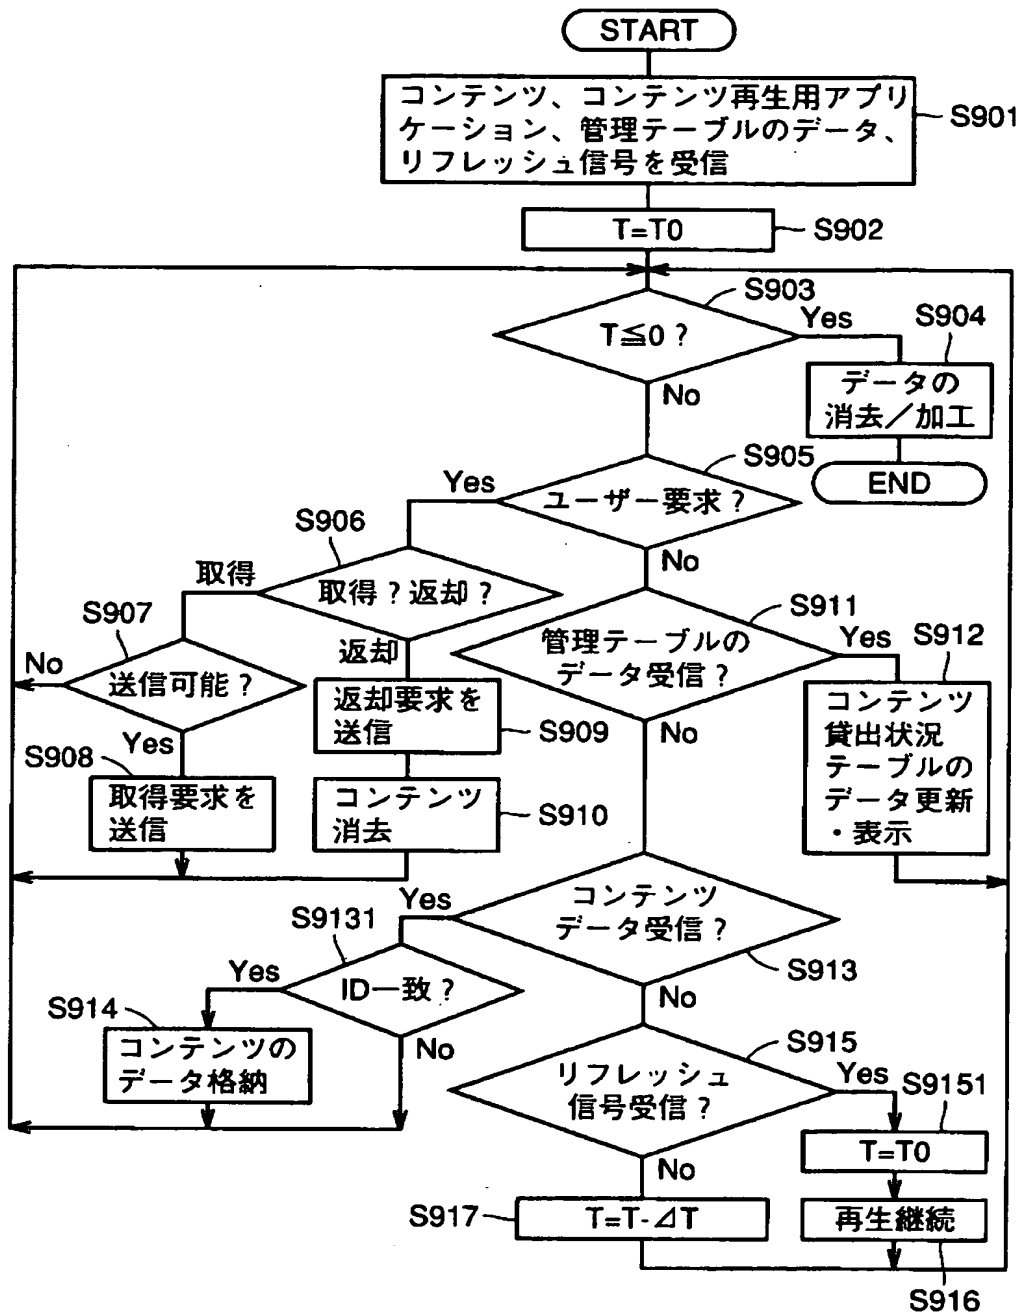 START
コンテンツ、コンテンツ再生用アプリ
ケーション、管理テーブルのデータ、
リフレッシュ信号を受信
S901
T=T0
S902
S903
T≦0?
Yes
S904
データの
消去/加工
END
No
S905
ユーザー要求?
Yes
No
S906
取得?返却?
取得
返却
S907
送信可能?
No
Yes
S908
取得要求を
送信
返却要求を
送信
S909
コンテンツ
消去
S910
S911
管理テーブルの
データ受信?
Yes
No
S912
コンテンツ
貸出状況
テーブルの
データ更新
・表示
コンテンツ
データ受信?
S913
Yes
No
S9131
ID一致?
Yes
No
S914
コンテンツの
データ格納
S915
リフレッシュ
信号受信?
Yes
No
S9151
T=T0
再生継続
S916
S917
T=T-⊿T